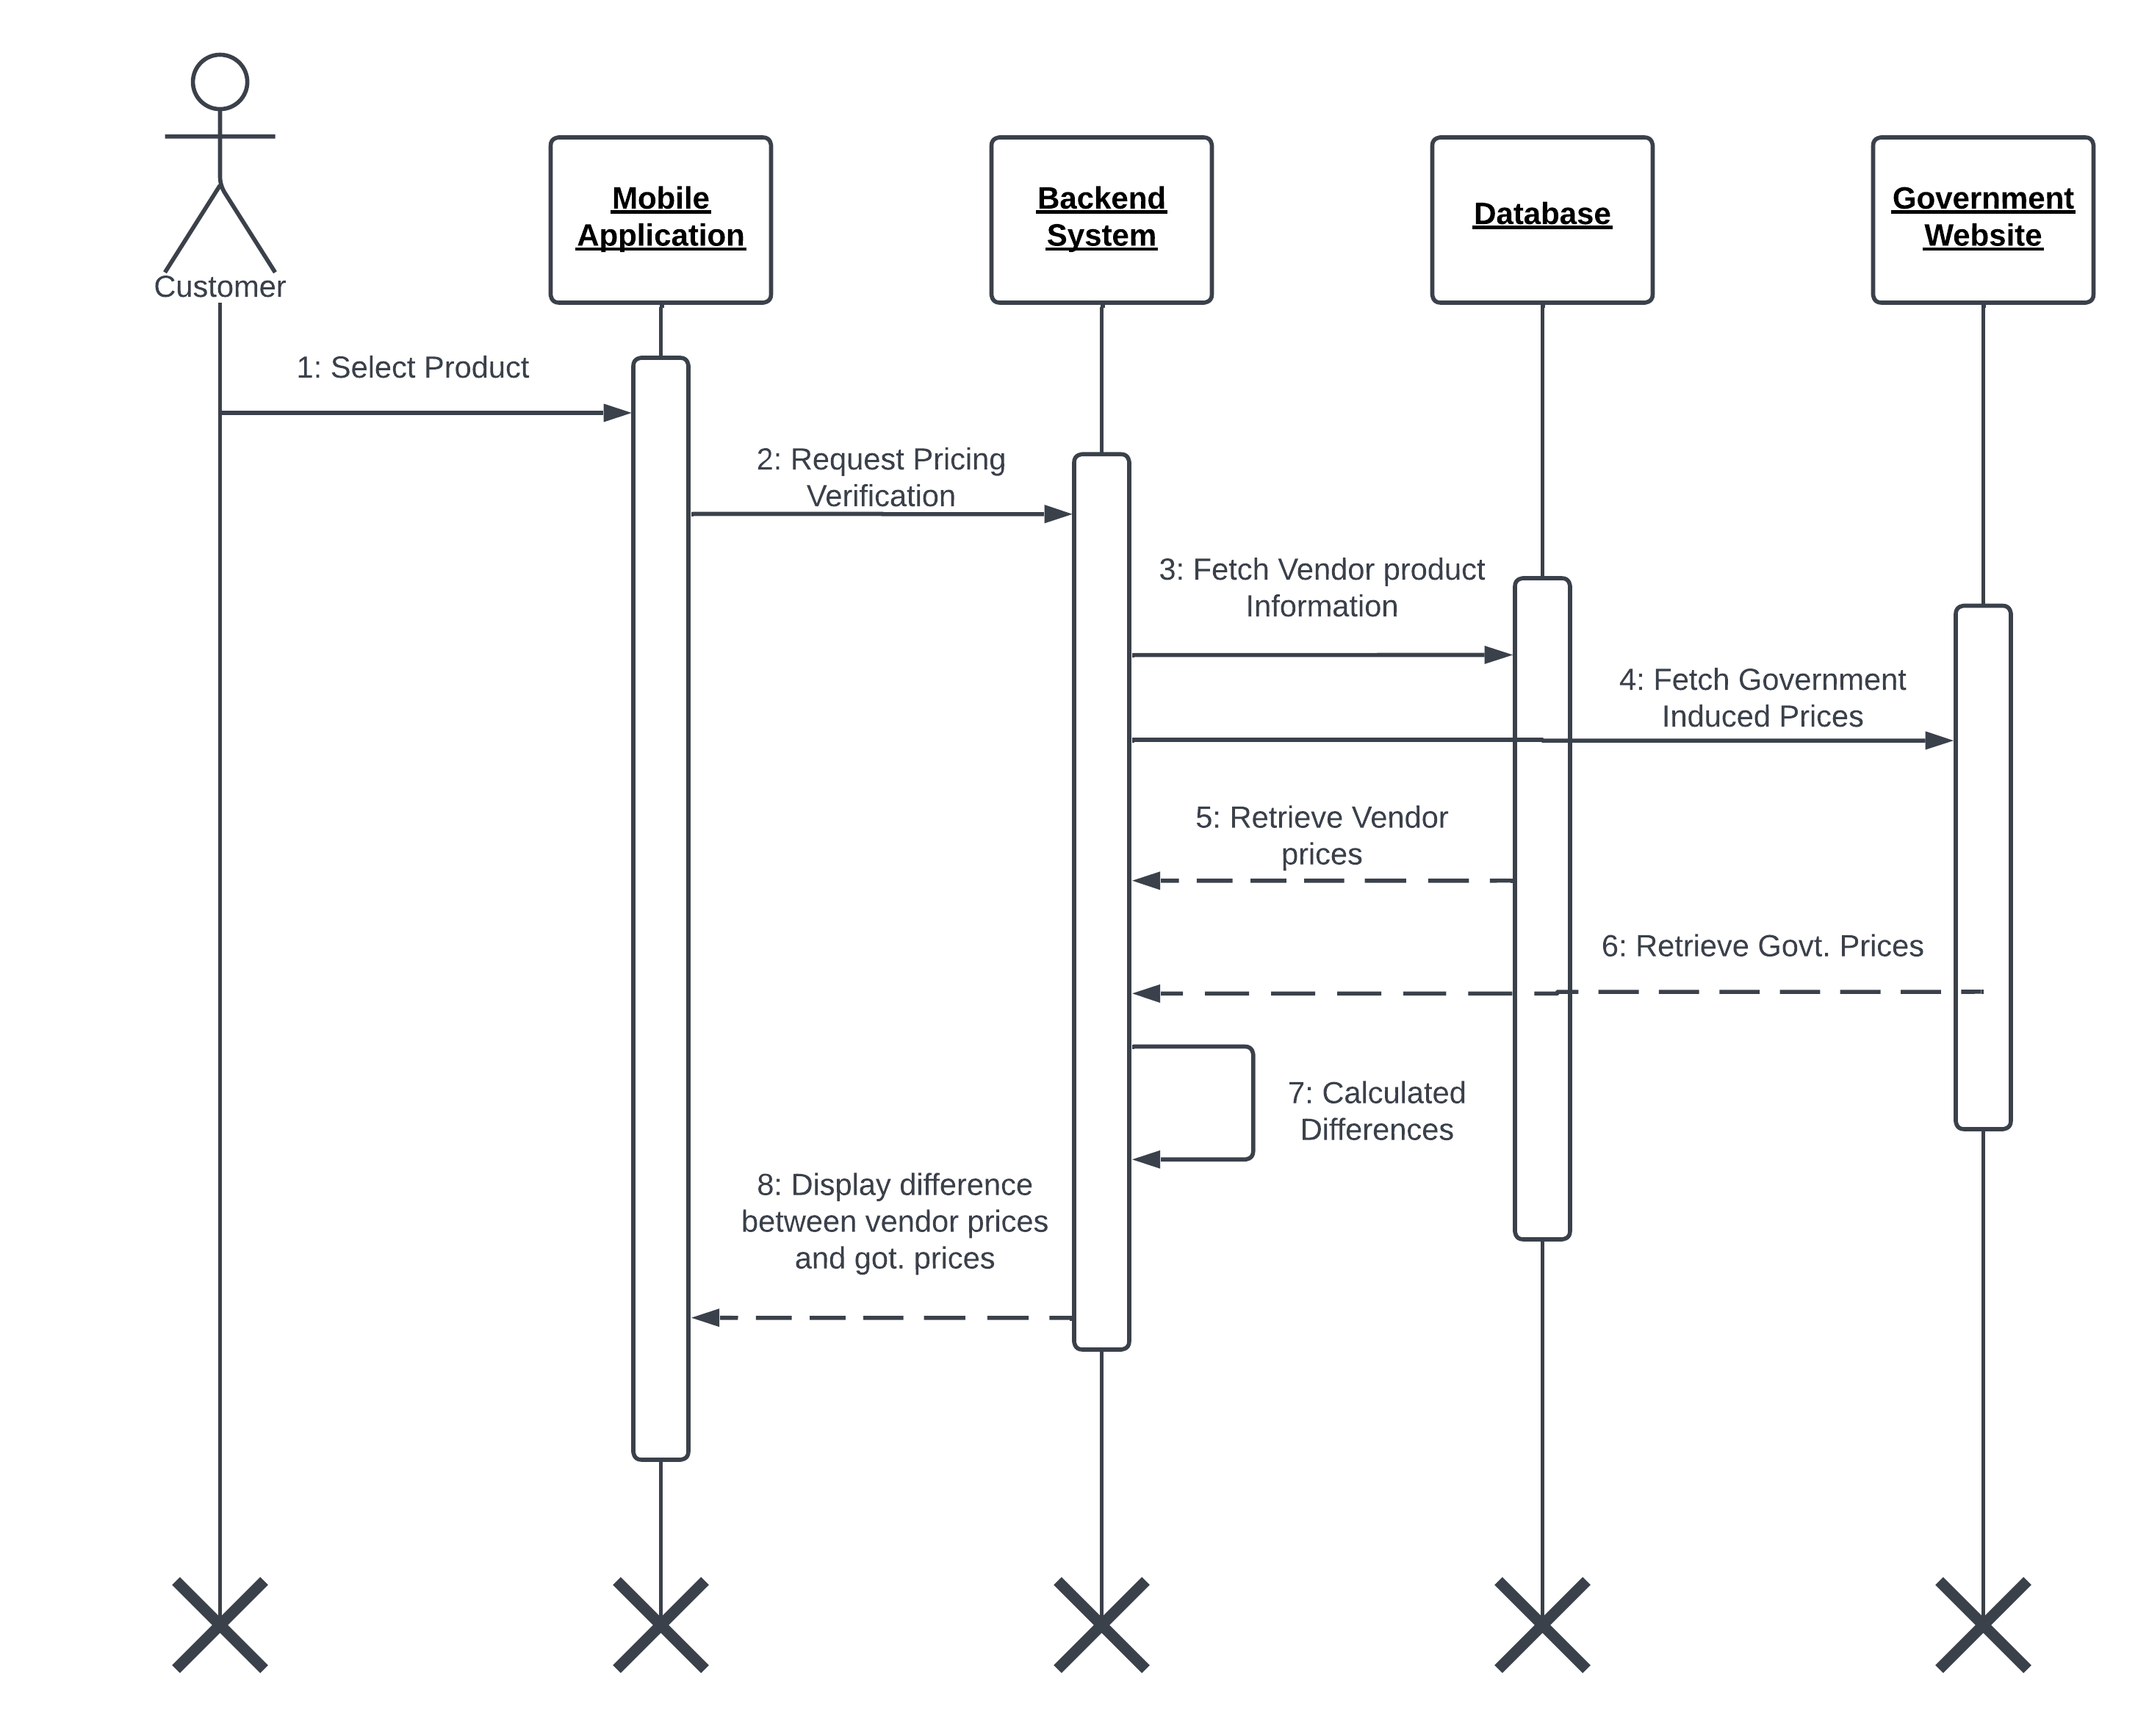 Customer
Mobile
Application
Backend
System
Database
Government
Website
1: Select Product
2: Request Pricing
Verification
3: Fetch Vendor product
Information
4: Fetch Government
Induced Prices
5: Retrieve Vendor
prices
6: Retrieve Govt. Prices
7: Calculated
Differences
8: Display difference
between vendor prices
and got. prices